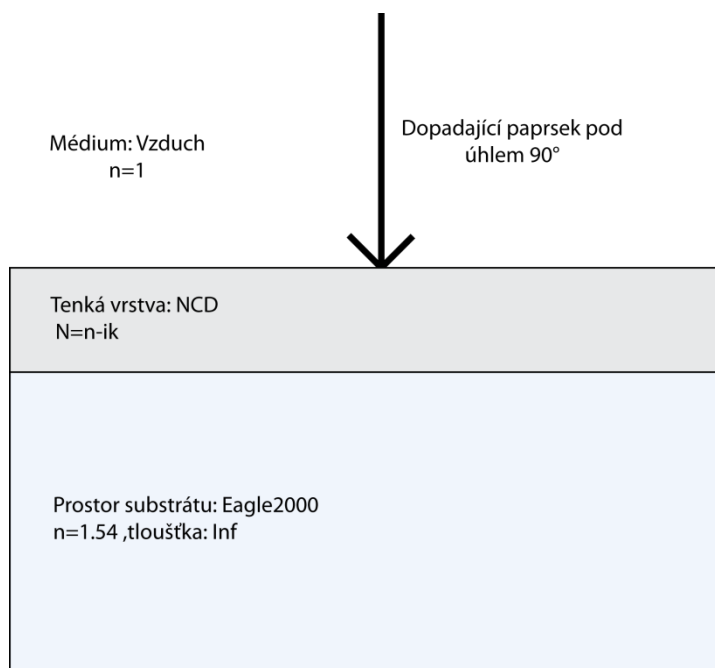 Médium: Vzduch
n=1
Dopadající paprsek pod
úhlem 90°
Tenká vrstva: NCD
N=n-ik
Prostor substrátu: Eagle2000
n=1.54 ,tloušťka: Inf